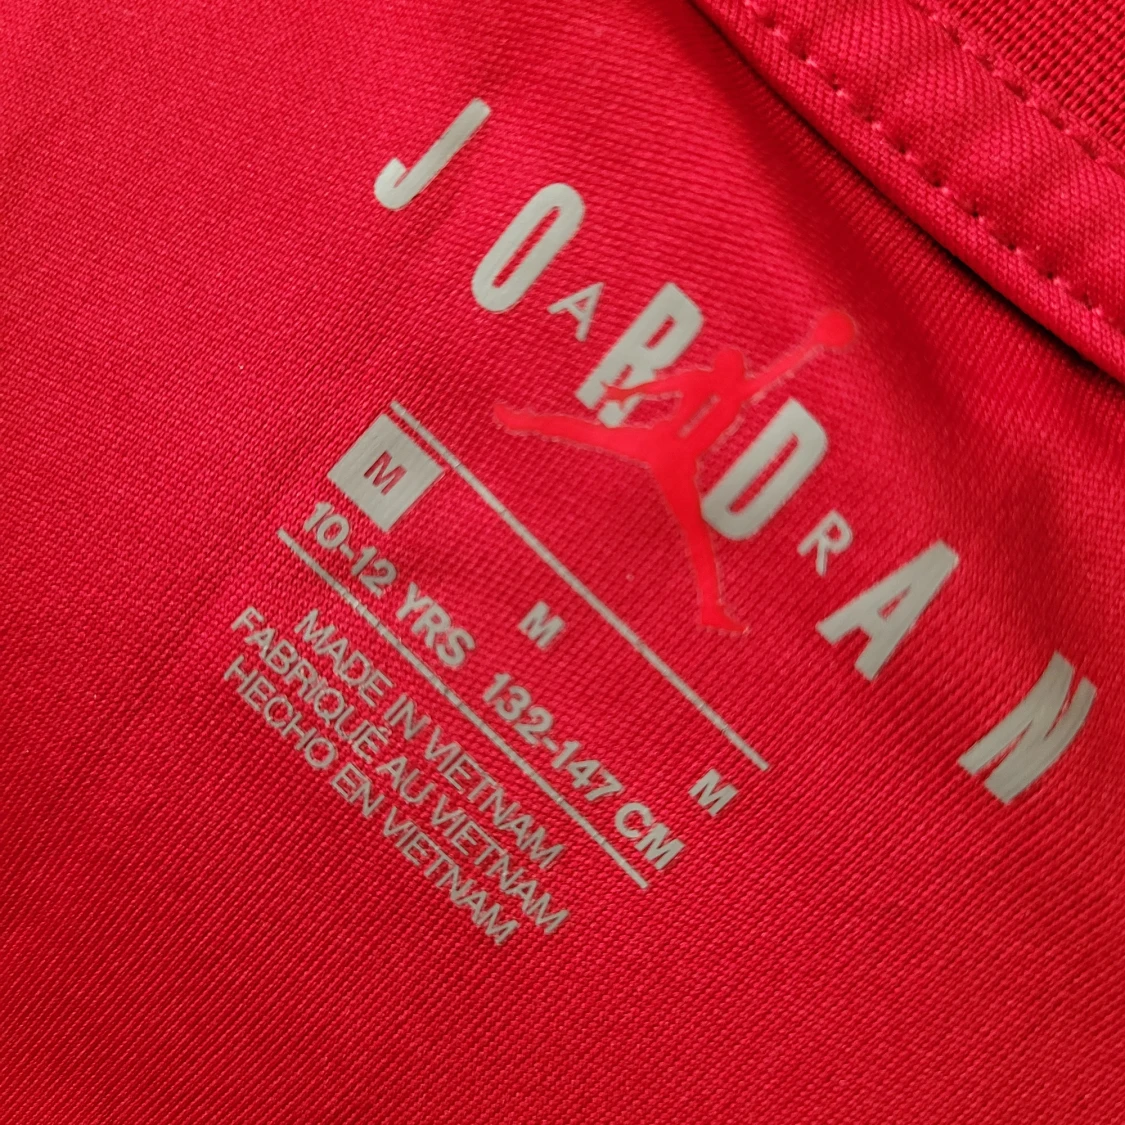 JORDAN
AIR
M M M
10-12 YRS 132-147 CM
MADE IN VIETNAM
FABRIQUÉ AU VIETNAM
HECHO EN VIETNAM